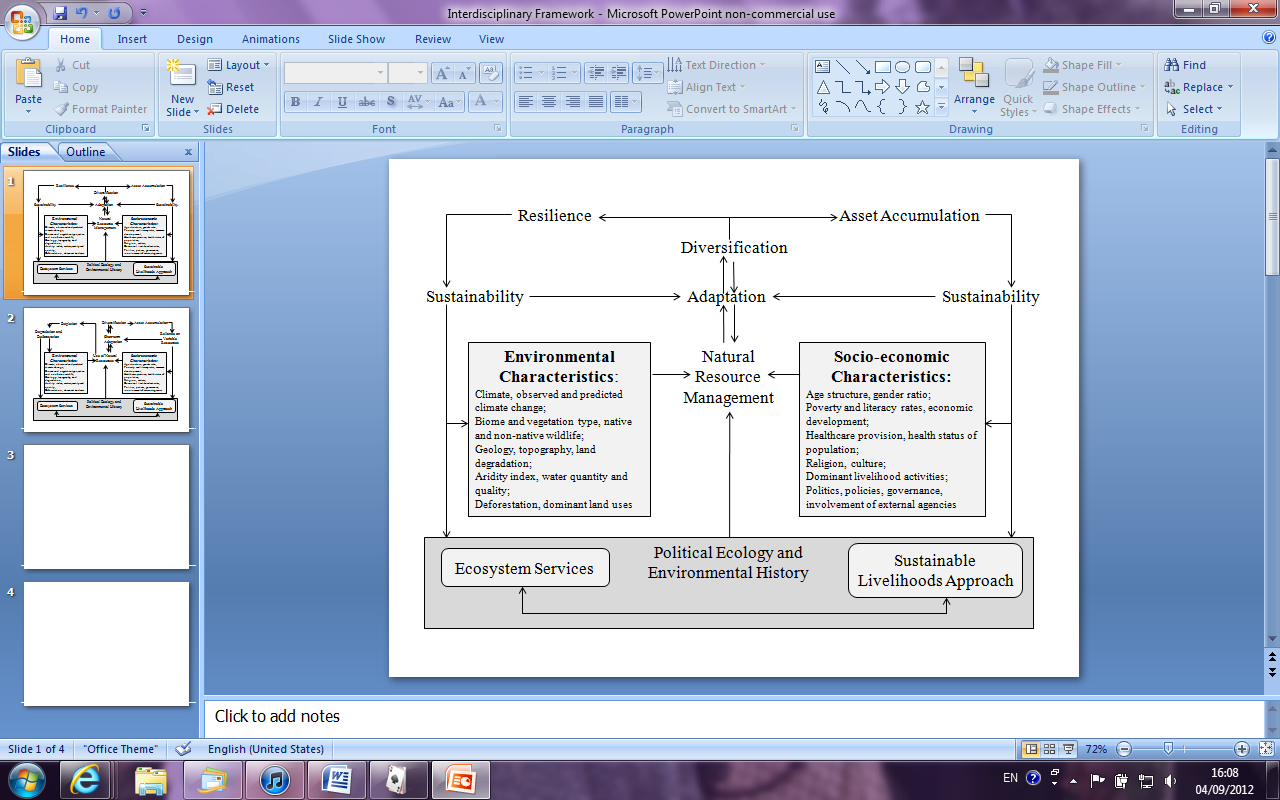 Interdisciplinary Framework - Microsoft PowerPoint non-commercial use
Home Insert Design Animations Slide Show Review View
Paste
Cut
Copy
Format Painter
Clipboard
New
Slide
Layout
Reset
Delete
Slides
Font
Text Direction
Align Text
Convert to SmartArt
Paragraph
Arrange
Quick
Styles
Shape Fill
Shape Outline
Shape Effects
Drawing
Find
Replace
Select
Editing
Slides Outline x
1
2
3
4
Resilience
Asset Accumulation
Diversification
Sustainability
Adaptation
Sustainability
Environmental
Characteristics:
Climate, observed and predicted
climate change;
Biome and vegetation type, native
and non-native wildlife;
Geology, topography, land
degradation;
Aridity index, water quantity and
quality;
Deforestation, dominant land uses
Natural
Resource
Management
Socio-economic
Characteristics:
Age structure, gender ratio;
Poverty and literacy rates, economic
development;
Healthcare provision, health status of
population;
Religion, culture;
Dominant livelihood activities;
Politics, policies, governance,
involvement of external agencies
Ecosystem Services
Political Ecology and
Environmental History
Sustainable
Livelihoods Approach
Click to add notes
Slide 1 of 4 "Office Theme" English (United States) 72%
EN 16:08
04/09/2012